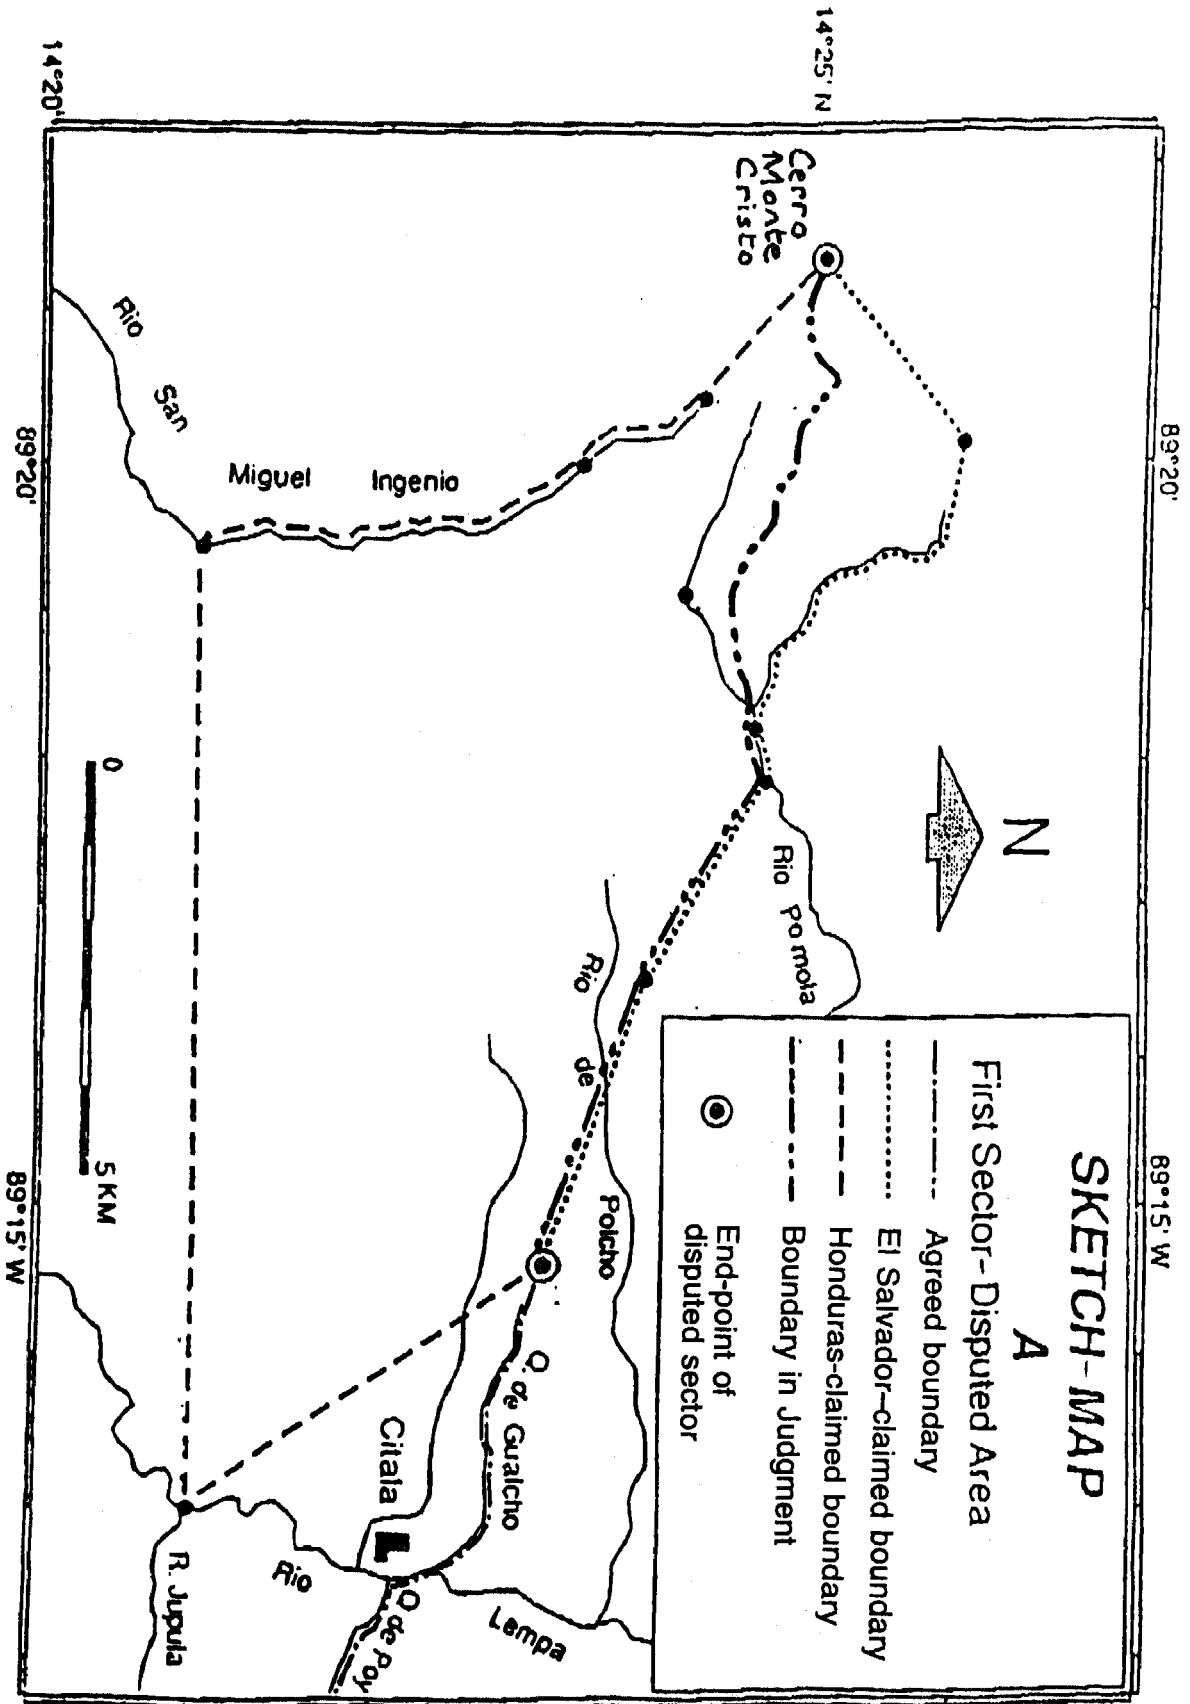 SKETCH-MAP
A
First Sector-Disputed Area
Agreed boundary
El Salvador-claimed boundary
Honduras-claimed boundary
Boundary in Judgment
End-point of
disputed sector
N
14°25' N
14°20'
89°20'
89°15' W
89°20'
89°15' W
Cerro
Monte
Cristo
Rio
San
Miguel
Ingenio
Rio
Pomola
Rio
de
Polcho
Q. de Gualcho
Citala
Q de Poy
Rio
Lempa
R. Jupula
0
5 KM